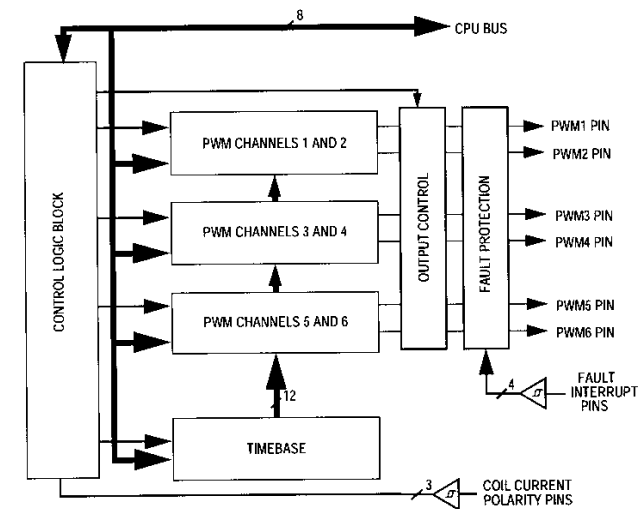 8
CPU BUS
CONTROL LOGIC BLOCK
PWM CHANNELS 1 AND 2
PWM CHANNELS 3 AND 4
PWM CHANNELS 5 AND 6
12
TIMEBASE
OUTPUT CONTROL
FAULT PROTECTION
PWM1 PIN
PWM2 PIN
PWM3 PIN
PWM4 PIN
PWM5 PIN
PWM6 PIN
4
FAULT
INTERRUPT
PINS
3
COIL CURRENT
POLARITY PINS